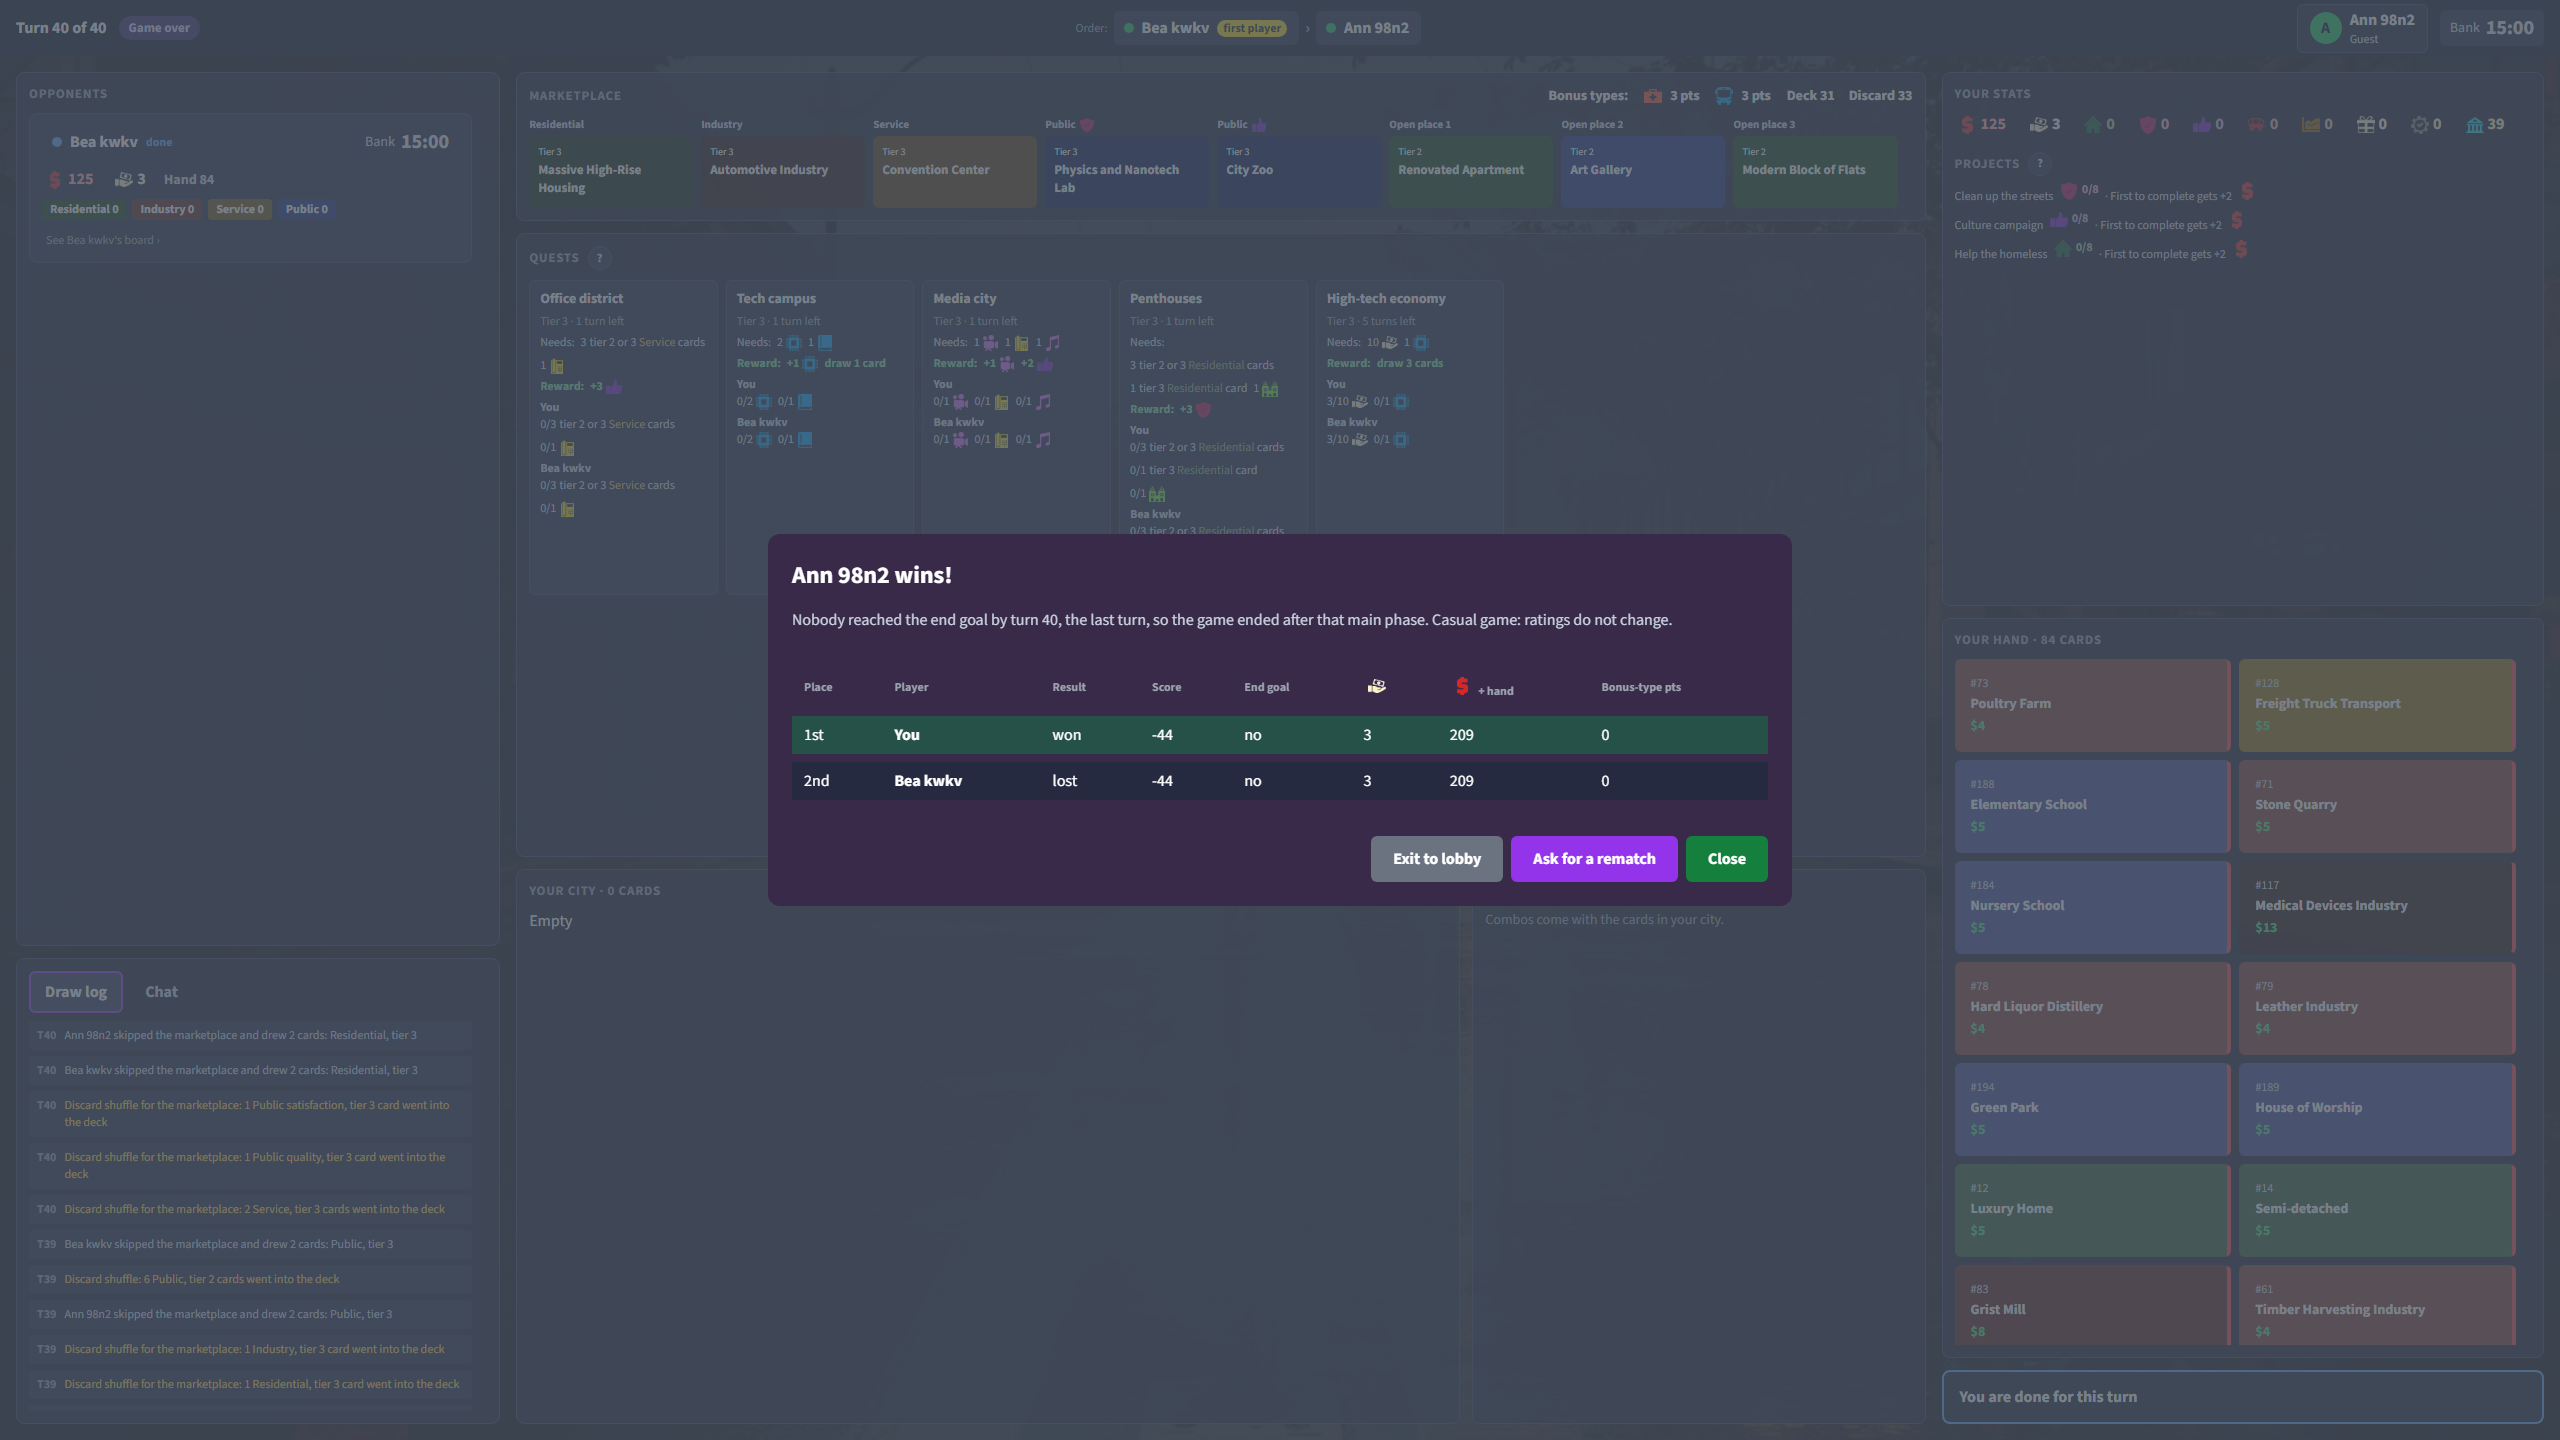 Turn 40 of 40 Game over
Order: Bea kwkv first player › Ann 98n2
A Ann 98n2
Guest
Bank 15:00
OPPONENTS
Bea kwkv done Bank 15:00
125 3 Hand 84
Residential 0 Industry 0 Service 0 Public 0
See Bea kwkv's board ›
MARKETPLACE
Bonus types: 3 pts 3 pts Deck 31 Discard 33
Residential
Tier 3
Massive High-Rise
Housing
Industry
Tier 3
Automotive Industry
Service
Tier 3
Convention Center
Public
Tier 3
Physics and Nanotech
Lab
Public
Tier 3
City Zoo
Open place 1
Tier 2
Renovated Apartment
Open place 2
Tier 2
Art Gallery
Open place 3
Tier 2
Modern Block of Flats
QUESTS ?
Office district
Tier 3 · 1 turn left
Needs: 3 tier 2 or 3 Service cards
1
Reward: +3
You
0/3 tier 2 or 3 Service cards
0/1
Bea kwkv
0/3 tier 2 or 3 Service cards
0/1
Tech campus
Tier 3 · 1 turn left
Needs: 2 1
Reward: +1 draw 1 card
You
0/2 0/1
Bea kwkv
0/2 0/1
Media city
Tier 3 · 1 turn left
Needs: 1 1 1
Reward: +1 +2
You
0/1 0/1 0/1
Bea kwkv
0/1 0/1 0/1
Penthouses
Tier 3 · 1 turn left
Needs:
3 tier 2 or 3 Residential cards
1 tier 3 Residential card 1
Reward: +3
You
0/3 tier 2 or 3 Residential cards
0/1 tier 3 Residential card
0/1
Bea kwkv
0/3 tier 2 or 3 Residential cards
High-tech economy
Tier 3 · 5 turns left
Needs: 10 1
Reward: draw 3 cards
You
3/10 0/1
Bea kwkv
3/10 0/1
YOUR STATS
125 3 0 0 0 0 0 0 0 39
PROJECTS ?
Clean up the streets 0/8 · First to complete gets +2
Culture campaign 0/8 · First to complete gets +2
Help the homeless 0/8 · First to complete gets +2
Ann 98n2 wins!
Nobody reached the end goal by turn 40, the last turn, so the game ended after that main phase. Casual game: ratings do not change.
Place Player Result Score End goal + hand Bonus-type pts
1st You won -44 no 3 209 0
2nd Bea kwkv lost -44 no 3 209 0
Exit to lobby Ask for a rematch Close
YOUR CITY · 0 CARDS
Empty
Combos come with the cards in your city.
Draw log Chat
T40 Ann 98n2 skipped the marketplace and drew 2 cards: Residential, tier 3
T40 Bea kwkv skipped the marketplace and drew 2 cards: Residential, tier 3
T40 Discard shuffle for the marketplace: 1 Public satisfaction, tier 3 card went into
the deck
T40 Discard shuffle for the marketplace: 1 Public quality, tier 3 card went into the
deck
T40 Discard shuffle for the marketplace: 2 Service, tier 3 cards went into the deck
T39 Bea kwkv skipped the marketplace and drew 2 cards: Public, tier 3
T39 Discard shuffle: 6 Public, tier 2 cards went into the deck
T39 Ann 98n2 skipped the marketplace and drew 2 cards: Public, tier 3
T39 Discard shuffle for the marketplace: 1 Industry, tier 3 card went into the deck
T39 Discard shuffle for the marketplace: 1 Residential, tier 3 card went into the deck
YOUR HAND · 84 CARDS
#73
Poultry Farm
$4
#128
Freight Truck Transport
$5
#188
Elementary School
$5
#71
Stone Quarry
$5
#184
Nursery School
$5
#117
Medical Devices Industry
$13
#78
Hard Liquor Distillery
$4
#79
Leather Industry
$4
#194
Green Park
$5
#189
House of Worship
$5
#12
Luxury Home
$5
#14
Semi-detached
$5
#83
Grist Mill
$8
#61
Timber Harvesting Industry
$4
You are done for this turn